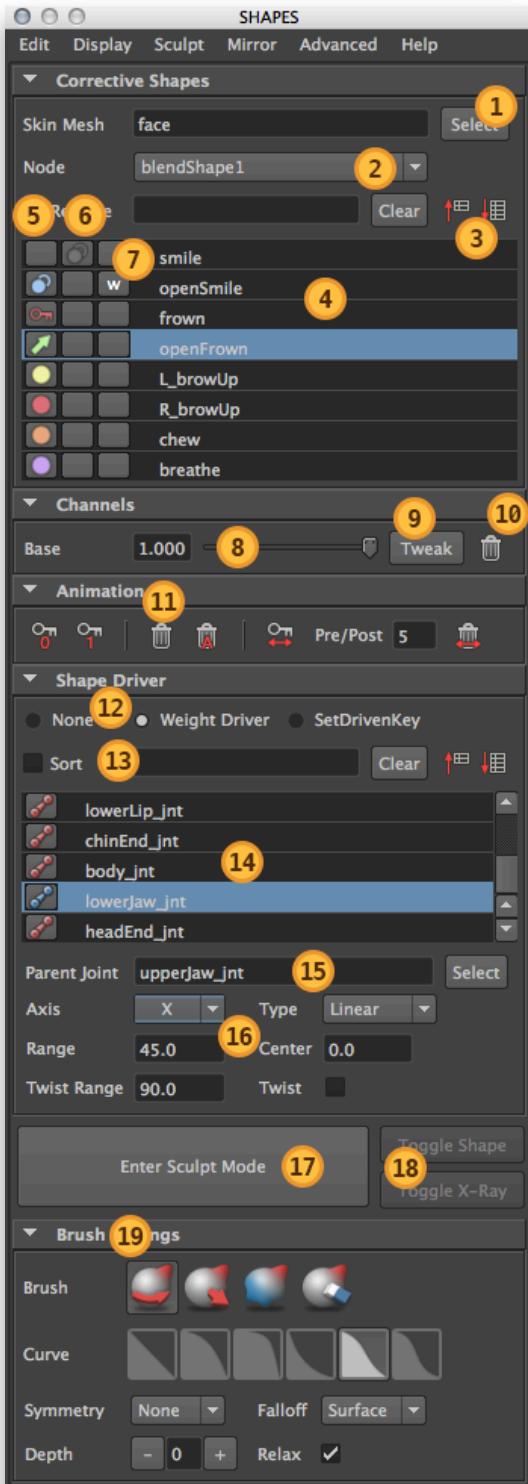 SHAPES
Edit Display Sculpt Mirror Advanced Help
Corrective Shapes
Skin Mesh face Select 1
Node blendShape1 2
5 6 Clear 3
7 smile
w openSmile 4
frown
openFrown
L_browUp
R_browUp
chew
breathe
Channels 9 10
Base 1.000 8 Tweak
Animation 11
0 1 A Pre/Post 5
Shape Driver
None 12 Weight Driver SetDrivenKey
Sort 13 Clear
lowerLip_jnt
chinEnd_jnt
body_jnt 14
lowerJaw_jnt
headEnd_jnt
Parent Joint upperJaw_jnt 15 Select
Axis X Type Linear
Range 45.0 16 Center 0.0
Twist Range 90.0 Twist
Enter Sculpt Mode 17 18 Toggle Shape
Toggle X-Ray
Brush 19
Brush
Curve
Symmetry None Falloff Surface
Depth - 0 + Relax